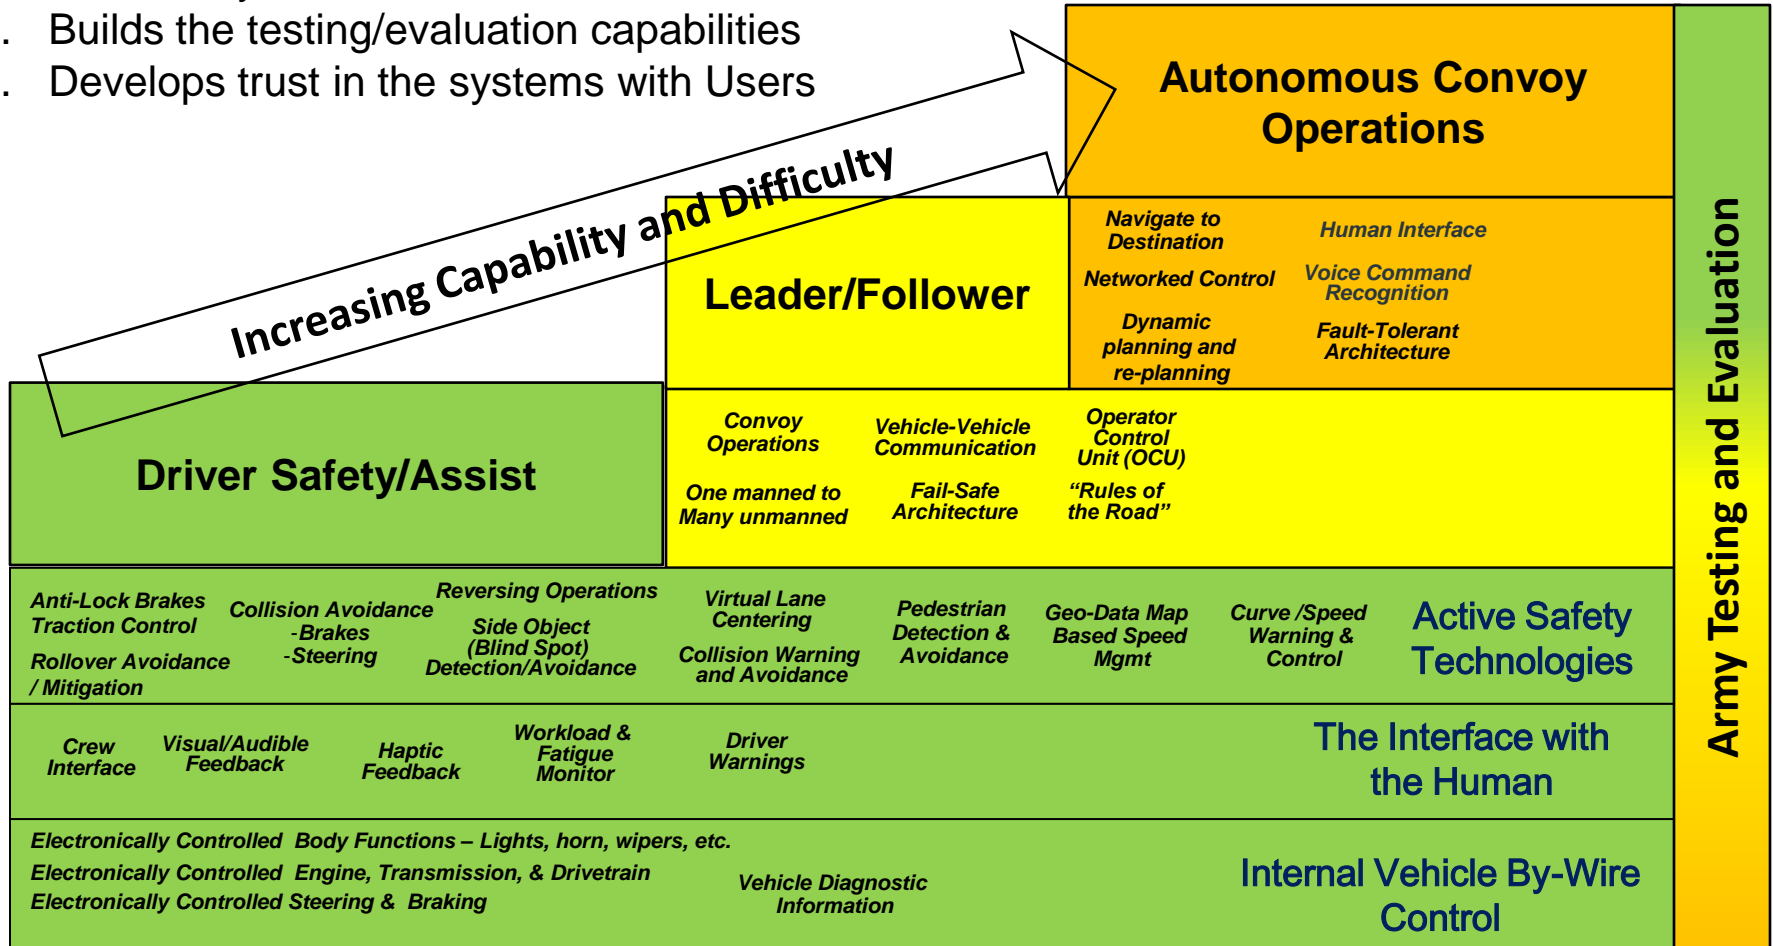 . Builds the testing/evaluation capabilities
. Develops trust in the systems with Users
Increasing Capability and Difficulty
Autonomous Convoy
Operations
Navigate to
Destination
Human Interface
Networked Control
Voice Command
Recognition
Dynamic
planning and
re-planning
Fault-Tolerant
Architecture
Leader/Follower
Convoy
Operations
Vehicle-Vehicle
Communication
Operator
Control
Unit (OCU)
One manned to
Many unmanned
Fail-Safe
Architecture
“Rules of
the Road”
Driver Safety/Assist
Anti-Lock Brakes
Traction Control
Rollover Avoidance
/ Mitigation
Collision Avoidance
-Brakes
-Steering
Reversing Operations
Side Object
(Blind Spot)
Detection/Avoidance
Virtual Lane
Centering
Collision Warning
and Avoidance
Pedestrian
Detection &
Avoidance
Geo-Data Map
Based Speed
Mgmt
Curve /Speed
Warning &
Control
Active Safety
Technologies
Crew
Interface
Visual/Audible
Feedback
Haptic
Feedback
Workload &
Fatigue
Monitor
Driver
Warnings
The Interface with
the Human
Electronically Controlled Body Functions – Lights, horn, wipers, etc.
Electronically Controlled Engine, Transmission, & Drivetrain
Electronically Controlled Steering & Braking
Vehicle Diagnostic
Information
Internal Vehicle By-Wire
Control
Army Testing and Evaluation